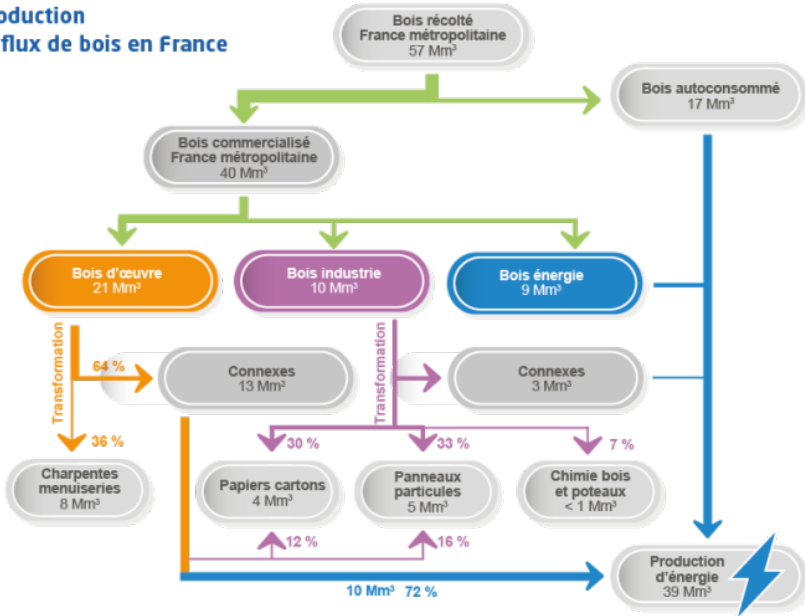 oduction
flux de bois en France
Bois récolté
France métropolitaine
57 Mm³
Bois autoconsommé
17 Mm³
Bois commercialisé
France métropolitaine
40 Mm³
Bois d'œuvre
21 Mm³
Bois industrie
10 Mm³
Bois énergie
9 Mm³
Transformation
64 %
Connexes
13 Mm³
Transformation
Connexes
3 Mm³
36 %
30 %
33 %
7 %
Charpentes
menuiseries
8 Mm³
Papiers cartons
4 Mm³
Panneaux
particules
5 Mm³
Chimie bois
et poteaux
< 1 Mm³
12 %
16 %
10 Mm³ 72 %
Production
d'énergie
39 Mm³